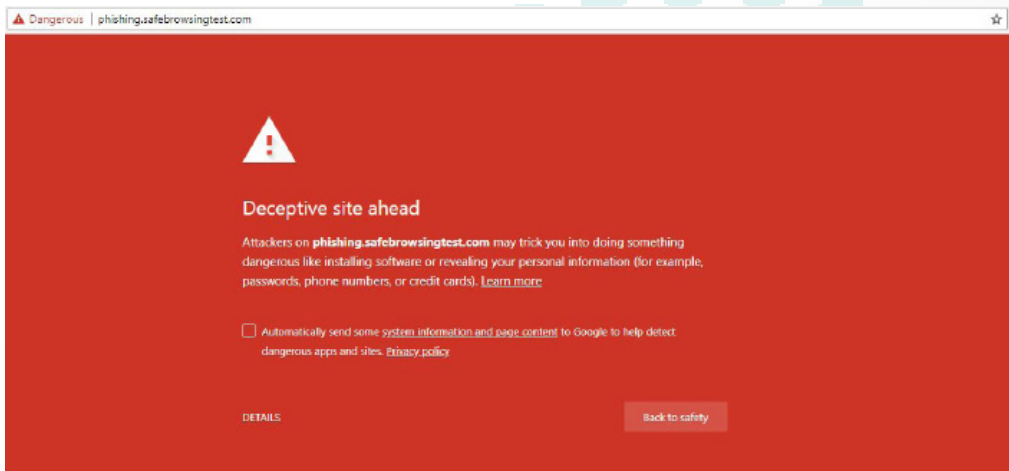 Dangerous | phishing.safebrowsingtest.com
Deceptive site ahead
Attackers on phishing.safebrowsingtest.com may trick you into doing something
dangerous like installing software or revealing your personal information (for example,
passwords, phone numbers, or credit cards). Learn more
Automatically send some system information and page content to Google to help detect
dangerous apps and sites. Privacy policy
DETAILS
Back to safety